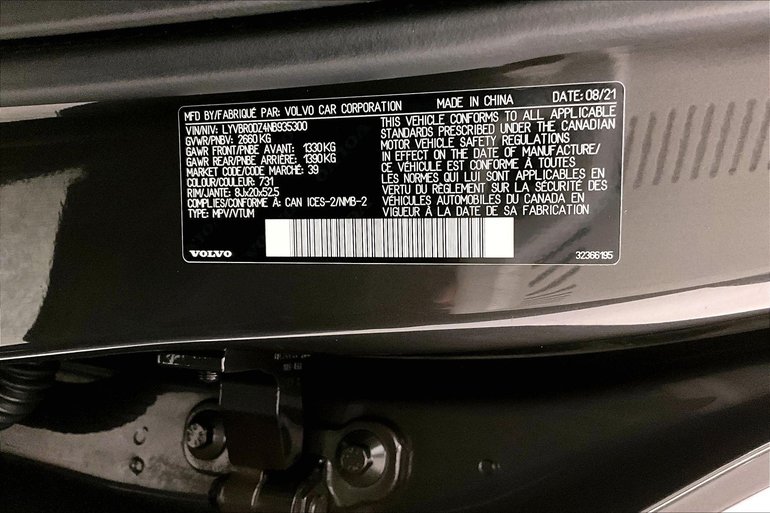 MFD BY/FABRIQUÉ PAR: VOLVO CAR CORPORATION MADE IN CHINA DATE: 08/21
VIN/NIV: LYVBR0DZ4NB935300
GVWR/PNBV: 2660 KG
GAWR FRONT/PNBE AVANT: 1330KG
GAWR REAR/PNBE ARRIÈRE: 1390KG
MARKET CODE/CODE MARCHÉ: 39
COLOUR/COULEUR: 731
RIM/JANTE: 8Jx20x52.5
COMPLIES/CONFORME À: CAN ICES-2/NMB-2
TYPE: MPV/VTUM
THIS VEHICLE CONFORMS TO ALL APPLICABLE
STANDARDS PRESCRIBED UNDER THE CANADIAN
MOTOR VEHICLE SAFETY REGULATIONS
IN EFFECT ON THE DATE OF MANUFACTURE/
CE VÉHICULE EST CONFORME À TOUTES
LES NORMES QUI LUI SONT APPLICABLES EN
VERTU DU RÈGLEMENT SUR LA SÉCURITÉ DES
VÉHICULES AUTOMOBILES DU CANADA EN
VIGUEUR À LA DATE DE SA FABRICATION
VOLVO
32366195